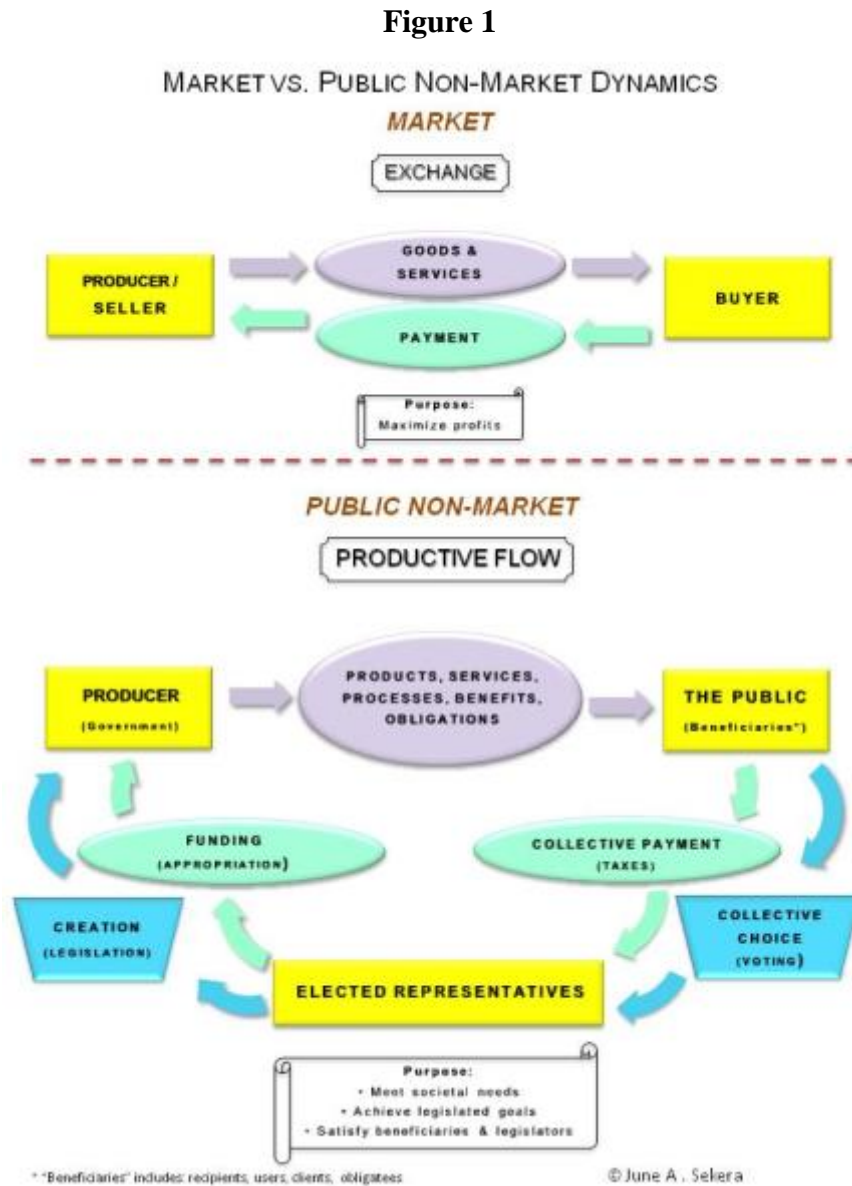 Figure 1
MARKET VS. PUBLIC NON-MARKET DYNAMICS
MARKET
EXCHANGE
PRODUCER /
SELLER
GOODS &
SERVICES
PAYMENT
BUYER
Purpose:
Maximize profits
PUBLIC NON-MARKET
PRODUCTIVE FLOW
PRODUCER
(Government)
PRODUCTS, SERVICES,
PROCESSES, BENEFITS,
OBLIGATIONS
THE PUBLIC
(Beneficiaries*)
FUNDING
(APPROPRIATION)
COLLECTIVE PAYMENT
(TAXES)
CREATION
(LEGISLATION)
COLLECTIVE
CHOICE
(VOTING)
ELECTED REPRESENTATIVES
Purpose:
• Meet societal needs
• Achieve legislated goals
• Satisfy beneficiaries & legislators
* "Beneficiaries" includes: recipients, users, clients, obligatees
© June A. Sekera